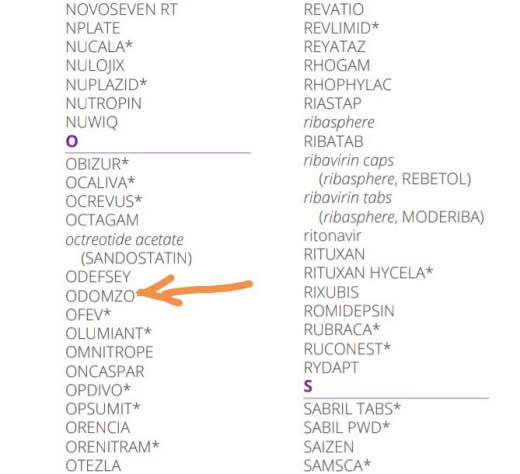 NOVOSEVEN RT
NPLATE
NUCALA*
NULOJIX
NUPLAZID*
NUTROPIN
NUWIQ
O
OBIZUR*
OCALIVA*
OCREVUS*
OCTAGAM
octreotide acetate
(SANDOSTATIN)
ODEFSEY
ODOMZO*
OFEV*
OLUMIANT*
OMNITROPE
ONCASPAR
OPDIVO*
OPSUMIT*
ORENCIA
ORENITRAM*
OTEZLA
REVATIO
REVLIMID*
REYATAZ
RHOGAM
RHOPHYLAC
RIASTAP
ribasphere
RIBATAB
ribavirin caps
(ribasphere, REBETOL)
ribavirin tabs
(ribasphere, MODERIBA)
ritonavir
RITUXAN
RITUXAN HYCELA*
RIXUBIS
ROMIDEPSIN
RUBRACA*
RUCONEST*
RYDAPT
S
SABRIL TABS*
SABIL PWD*
SAIZEN
SAMSCA*